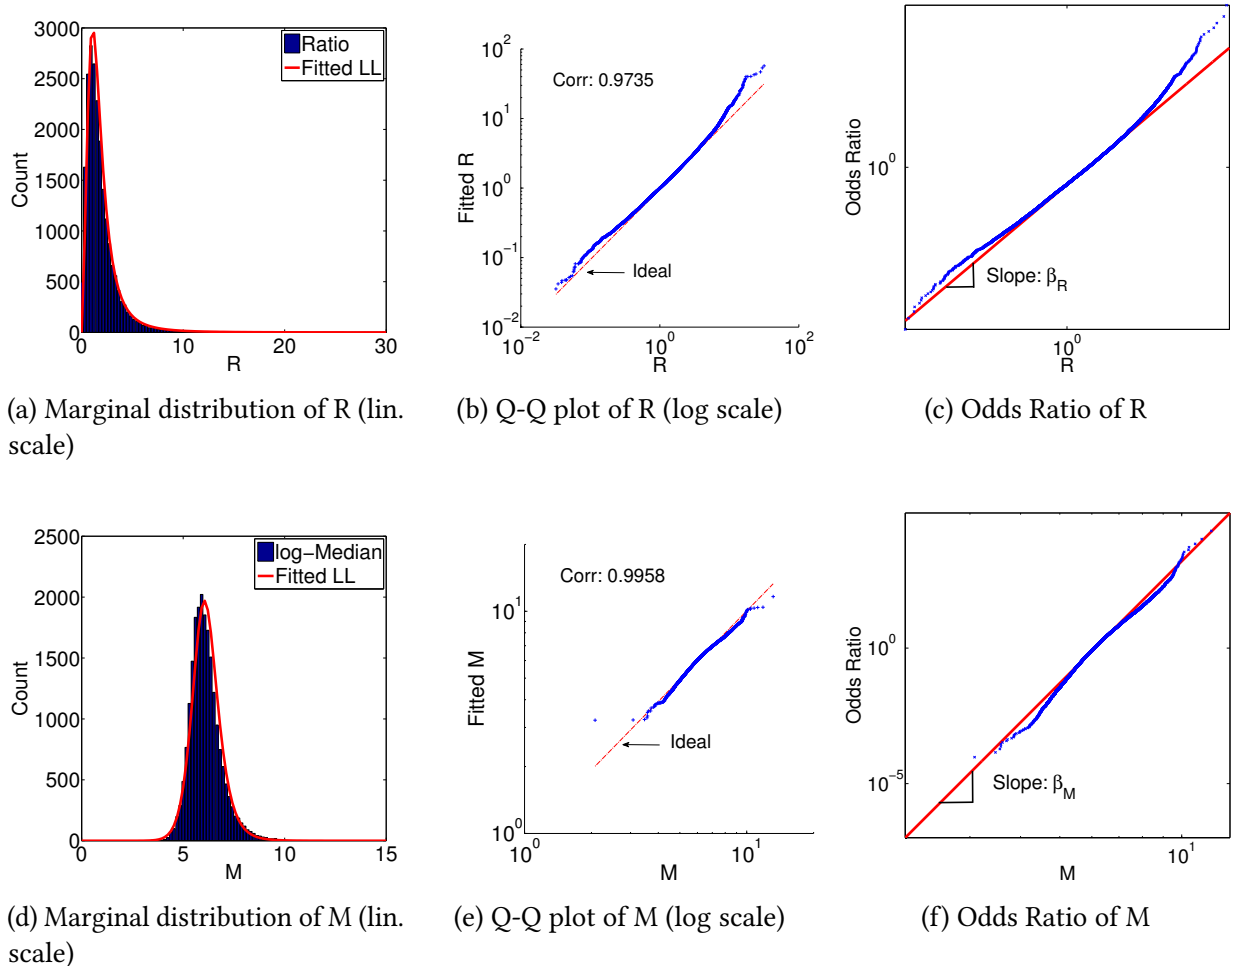 3000
2500
2000
1500
1000
500
0
Count
0 10 20 30
R
Ratio
Fitted LL
10^2
10^1
10^0
10^-1
10^-2
Fitted R
Corr: 0.9735
Ideal
10^-2 10^0 10^2
R
10^0
Odds Ratio
Slope: β_R
10^0
R
(a) Marginal distribution of R (lin.
scale)
(b) Q-Q plot of R (log scale)
(c) Odds Ratio of R
2500
2000
1500
1000
500
0
Count
0 5 10 15
M
log-Median
Fitted LL
10^1
10^0
Fitted M
Corr: 0.9958
Ideal
10^0 10^1
M
10^0
10^-5
Odds Ratio
Slope: β_M
10^1
M
(d) Marginal distribution of M (lin.
scale)
(e) Q-Q plot of M (log scale)
(f) Odds Ratio of M